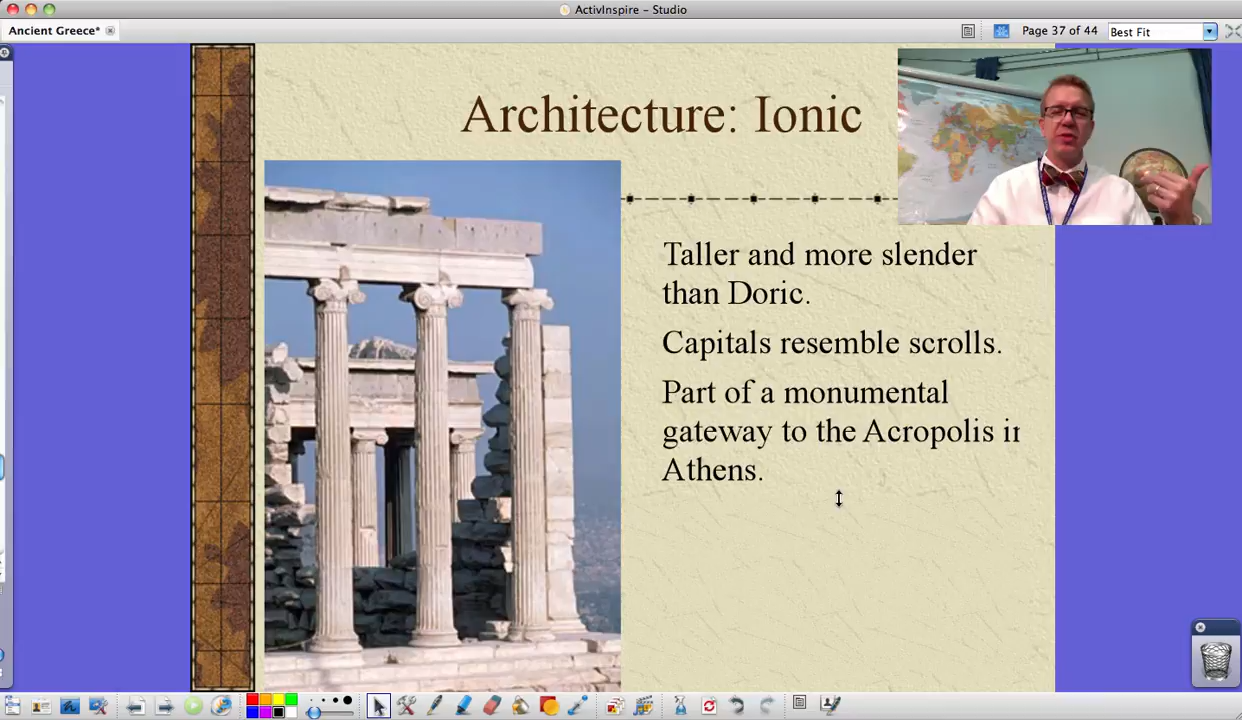 ActivInspire – Studio
Ancient Greece*
Page 37 of 44
Best Fit
Architecture: Ionic
Taller and more slender
than Doric.
Capitals resemble scrolls.
Part of a monumental
gateway to the Acropolis in
Athens.